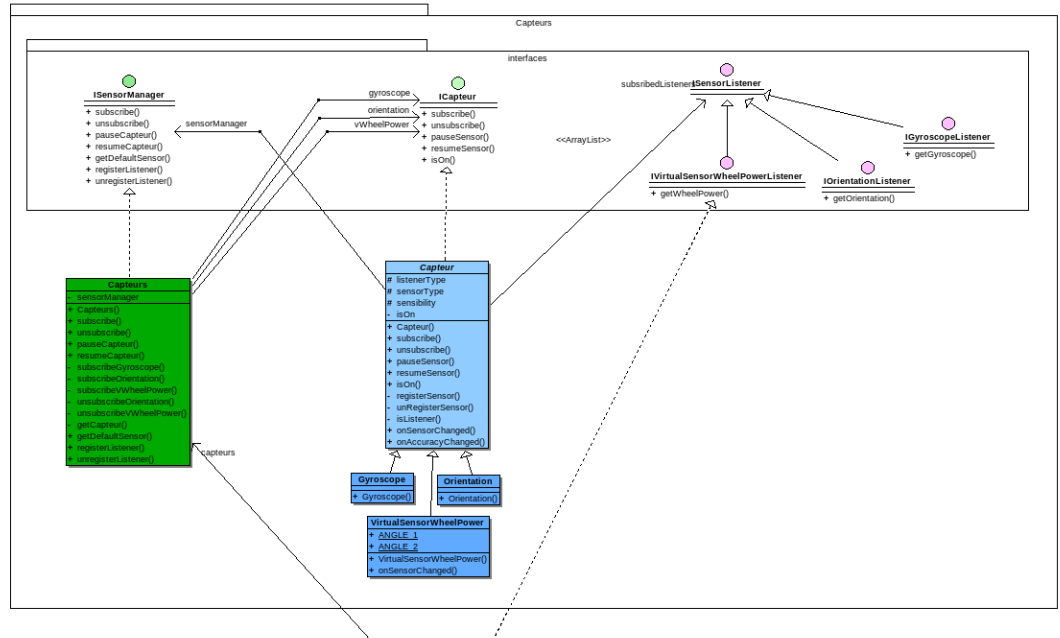 Capteurs
interfaces
ISensorManager
+ subscribe()
+ unsubscribe()
+ pauseCapteur()
+ resumeCapteur()
+ getDefaultSensor()
+ registerListener()
+ unregisterListener()
sensorManager
gyroscope
orientation
vWheelPower
ICapteur
+ subscribe()
+ unsubscribe()
+ pauseSensor()
+ resumeSensor()
+ isOn()
subsribedListeners
ISensorListener
<<ArrayList>>
IGyroscopeListener
+ getGyroscope()
IVirtualSensorWheelPowerListener
+ getWheelPower()
IOrientationListener
+ getOrientation()
Capteurs
- sensorManager
+ Capteurs()
+ subscribe()
+ unsubscribe()
+ pauseCapteur()
+ resumeCapteur()
- subscribeGyroscope()
- subscribeOrientation()
- subscribeVWheelPower()
- unsubscribeOrientation()
- unsubscribeVWheelPower()
- getCapteur()
+ getDefaultSensor()
+ registerListener()
+ unregisterListener()
capteurs
Capteur
# listenerType
# sensorType
# sensibility
- isOn
+ Capteur()
+ subscribe()
+ unsubscribe()
+ pauseSensor()
+ resumeSensor()
+ isOn()
- registerSensor()
- unRegisterSensor()
- isListener()
+ onSensorChanged()
+ onAccuracyChanged()
Gyroscope
+ Gyroscope()
Orientation
+ Orientation()
VirtualSensorWheelPower
+ ANGLE_1
+ ANGLE_2
+ VirtualSensorWheelPower()
+ onSensorChanged()